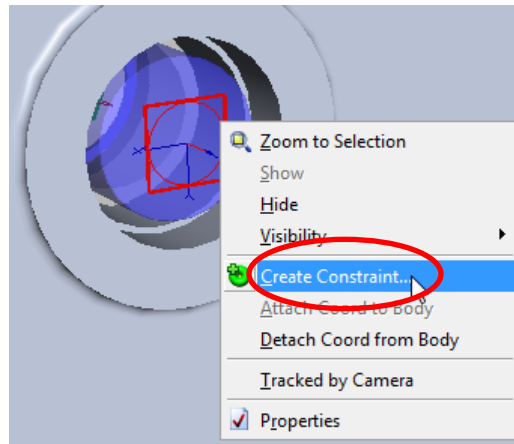 Zoom to Selection
Show
Hide
Visibility
Create Constraint...
Attach Coord to Body
Detach Coord from Body
Tracked by Camera
Properties